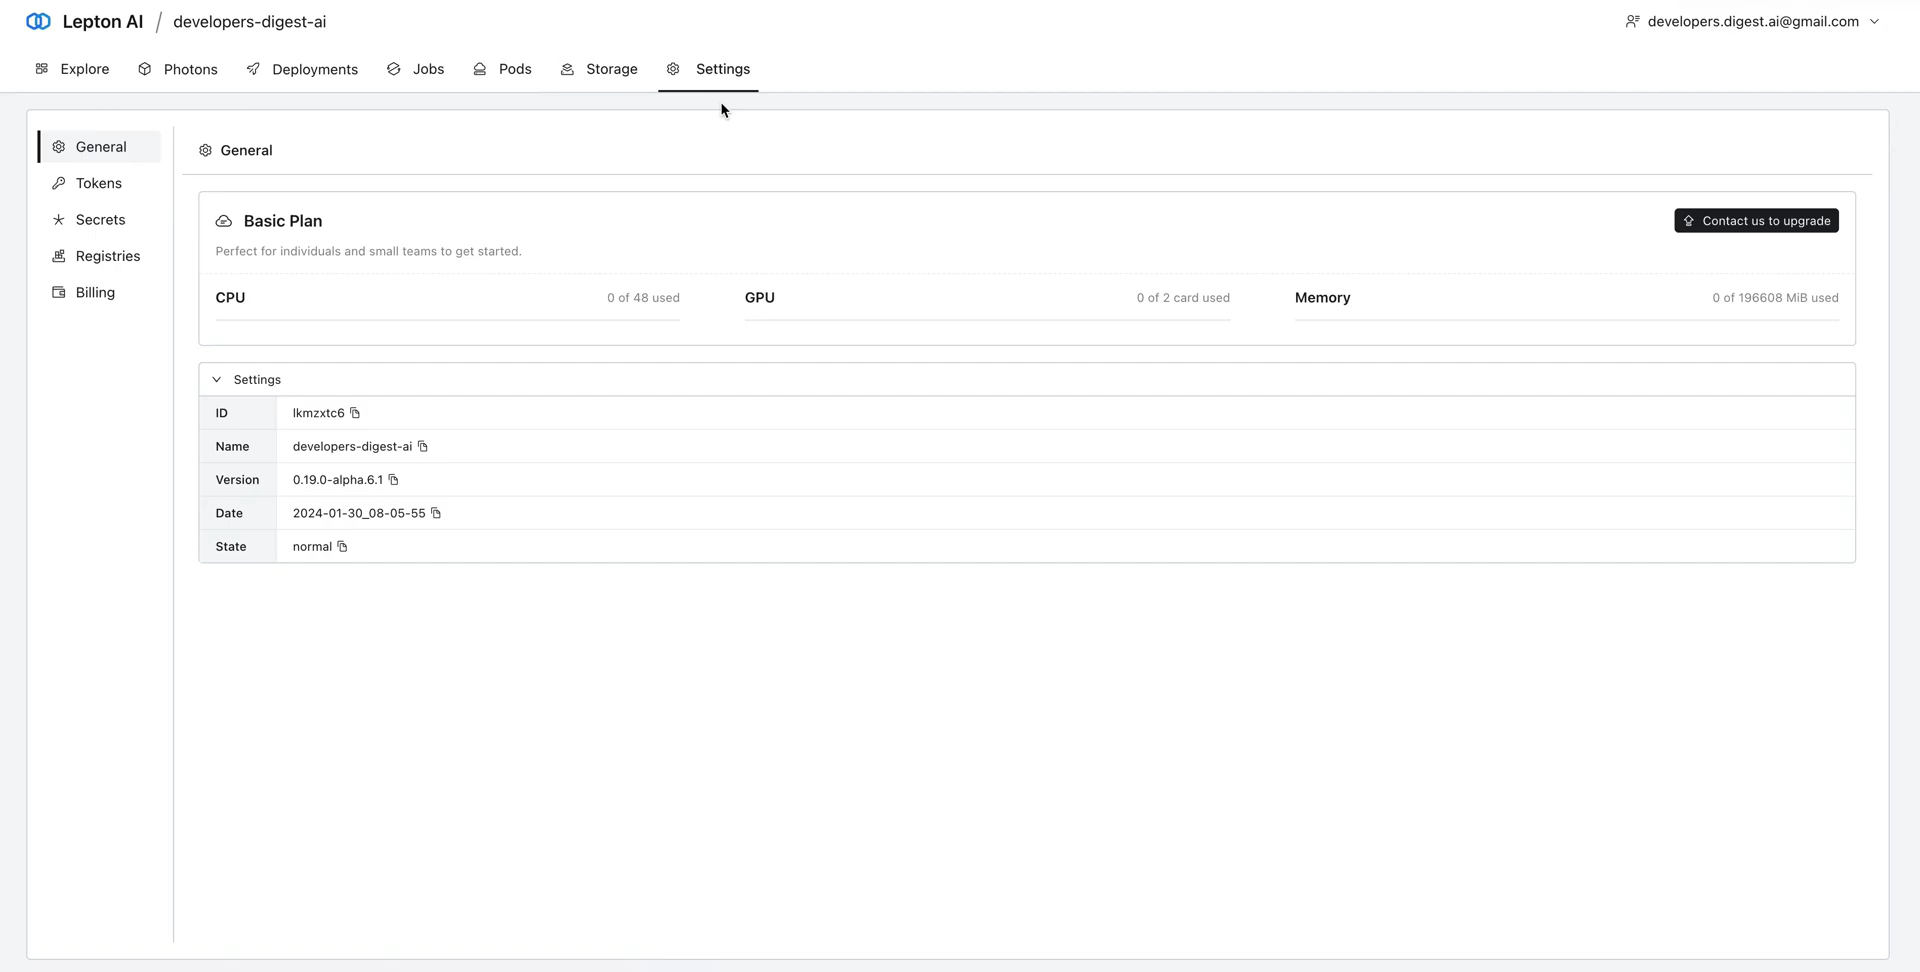 Lepton AI / developers-digest-ai
developers.digest.ai@gmail.com
Explore Photons Deployments Jobs Pods Storage Settings
General
Tokens
Secrets
Registries
Billing
General
Basic Plan
Contact us to upgrade
Perfect for individuals and small teams to get started.
CPU 0 of 48 used
GPU 0 of 2 card used
Memory 0 of 196608 MiB used
Settings
ID lkmzxtc6
Name developers-digest-ai
Version 0.19.0-alpha.6.1
Date 2024-01-30_08-05-55
State normal